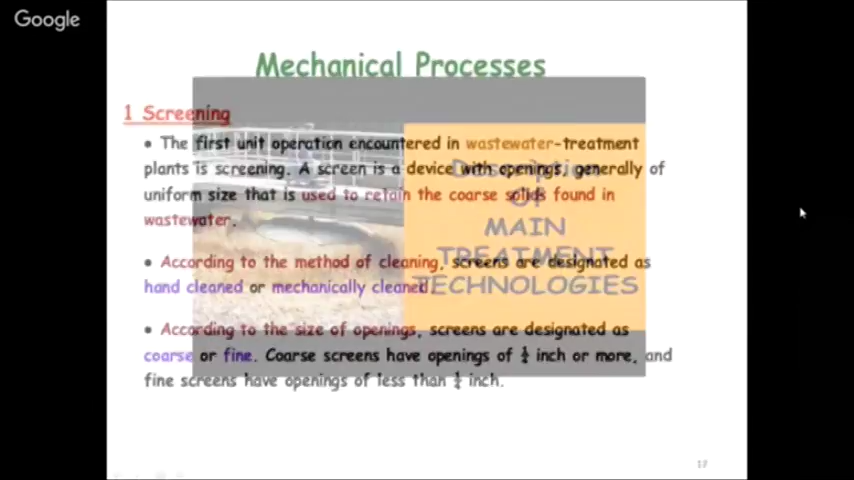 Google
Mechanical Processes
1 Screening
• The first unit operation encountered in wastewater-treatment
plants is screening. A screen is a device with openings, generally of
uniform size that is used to retain the coarse solids found in
wastewater.
• According to the method of cleaning, screens are designated as
hand cleaned or mechanically cleaned.
• According to the size of openings, screens are designated as
coarse or fine. Coarse screens have openings of ¼ inch or more, and
fine screens have openings of less than ¼ inch.
Description
OF
MAIN
TREATMENT
TECHNOLOGIES
17